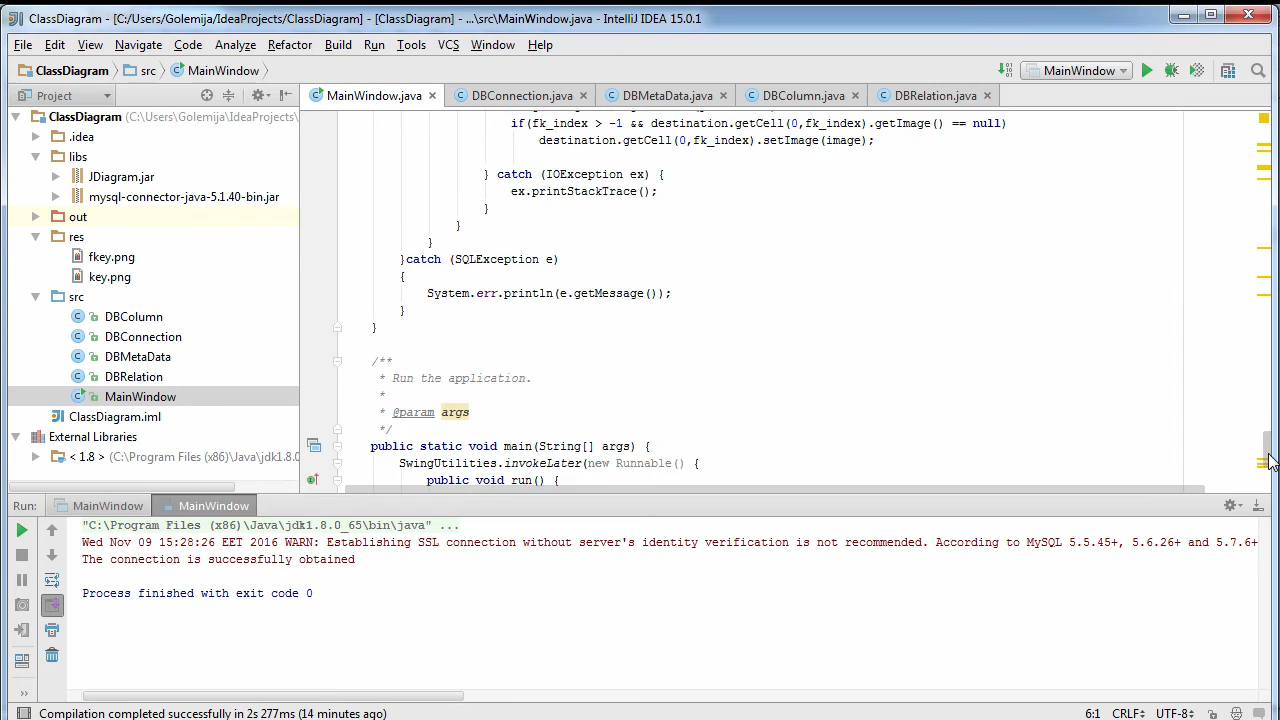 ClassDiagram - [C:/Users/Golemija/IdeaProjects/ClassDiagram] - [ClassDiagram] - ...\src\MainWindow.java - IntelliJ IDEA 15.0.1
File Edit View Navigate Code Analyze Refactor Build Run Tools VCS Window Help
ClassDiagram src MainWindow MainWindow
Project MainWindow.java DBConnection.java DBMetaData.java DBColumn.java DBRelation.java
ClassDiagram (C:\Users\Golemija\IdeaProjects\
.idea
libs
JDiagram.jar
mysql-connector-java-5.1.40-bin.jar
out
res
fkey.png
key.png
src
DBColumn
DBConnection
DBMetaData
DBRelation
MainWindow
ClassDiagram.iml
External Libraries
< 1.8 > (C:\Program Files (x86)\Java\jdk1.8.0
if(fk_index > -1 && destination.getCell(0,fk_index).getImage() == null)
destination.getCell(0,fk_index).setImage(image);
} catch (IOException ex) {
ex.printStackTrace();
}
}
}
}catch (SQLException e)
{
System.err.println(e.getMessage());
}
}
/**
* Run the application.
*
* @param args
*/
public static void main(String[] args) {
SwingUtilities.invokeLater(new Runnable() {
public void run() {
Run: MainWindow MainWindow
"C:\Program Files (x86)\Java\jdk1.8.0_65\bin\java" ...
Wed Nov 09 15:28:26 EET 2016 WARN: Establishing SSL connection without server's identity verification is not recommended. According to MySQL 5.5.45+, 5.6.26+ and 5.7.6+
The connection is successfully obtained
Process finished with exit code 0
Compilation completed successfully in 2s 277ms (14 minutes ago) 6:1 CRLF÷ UTF-8÷